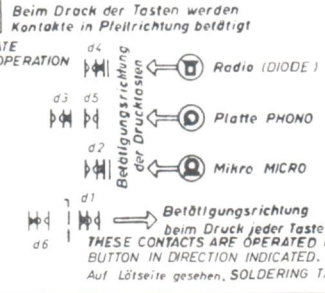 Beim Druck der Tasten werden
Kontakte in Pfeilrichtung betätigt
ATE
OPERATION
d4
Radio (DIODE)
d3 d5
Platte PHONO
d2
Mikro MICRO
Betätigungsrichtung
der Drucktasten
d1
d6
Betätigungsrichtung
beim Druck jeder Taste
THESE CONTACTS ARE OPERATED
BUTTON IN DIRECTION INDICATED.
Auf Lötseite gesehen. SOLDERING